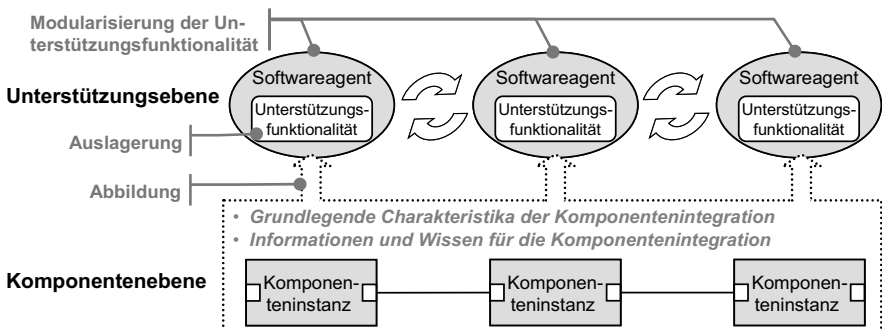 Modularisierung der Un-
terstützungsfunktionalität
Softwareagent
Softwareagent
Softwareagent
Unterstützungsebene
Unterstützungs-
funktionalität
Unterstützungs-
funktionalität
Unterstützungs-
funktionalität
Auslagerung
Abbildung
• Grundlegende Charakteristika der Komponentenintegration
• Informationen und Wissen für die Komponentenintegration
Komponentenebene
Komponen-
teninstanz
Komponen-
teninstanz
Komponen-
teninstanz